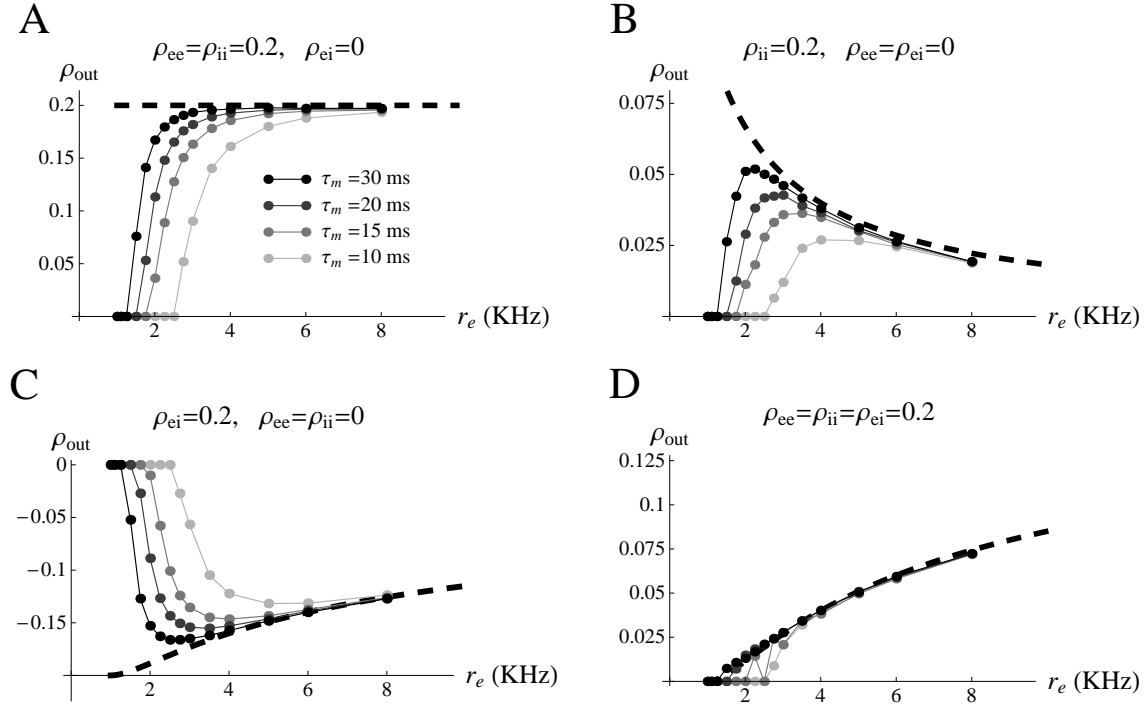 A
ρee=ρii=0.2, ρei=0
ρout
0.2
0.15
0.1
0.05
τm =30 ms
τm =20 ms
τm =15 ms
τm =10 ms
2 4 6 8
re (KHz)
B
ρii=0.2, ρee=ρei=0
ρout
0.075
0.05
0.025
2 4 6 8
re (KHz)
C
ρei=0.2, ρee=ρii=0
ρout
0
−0.05
−0.1
−0.15
2 4 6 8
re (KHz)
D
ρee=ρii=ρei=0.2
ρout
0.125
0.1
0.075
0.05
0.025
2 4 6 8
re (KHz)